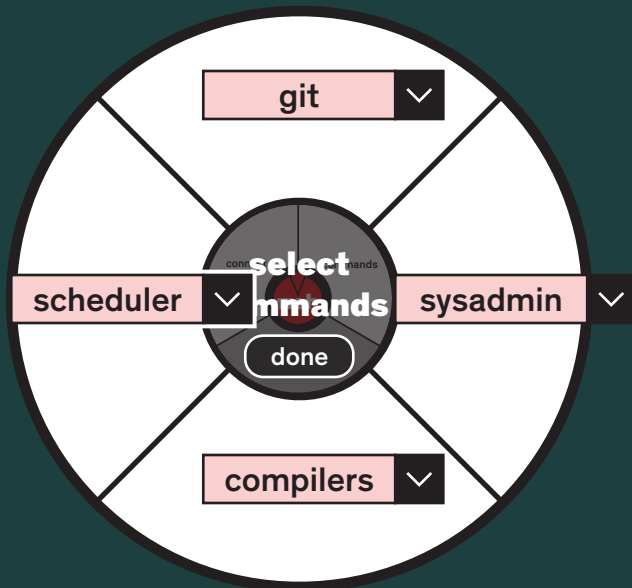 git
select
scheduler
mmands
sysadmin
done
compilers